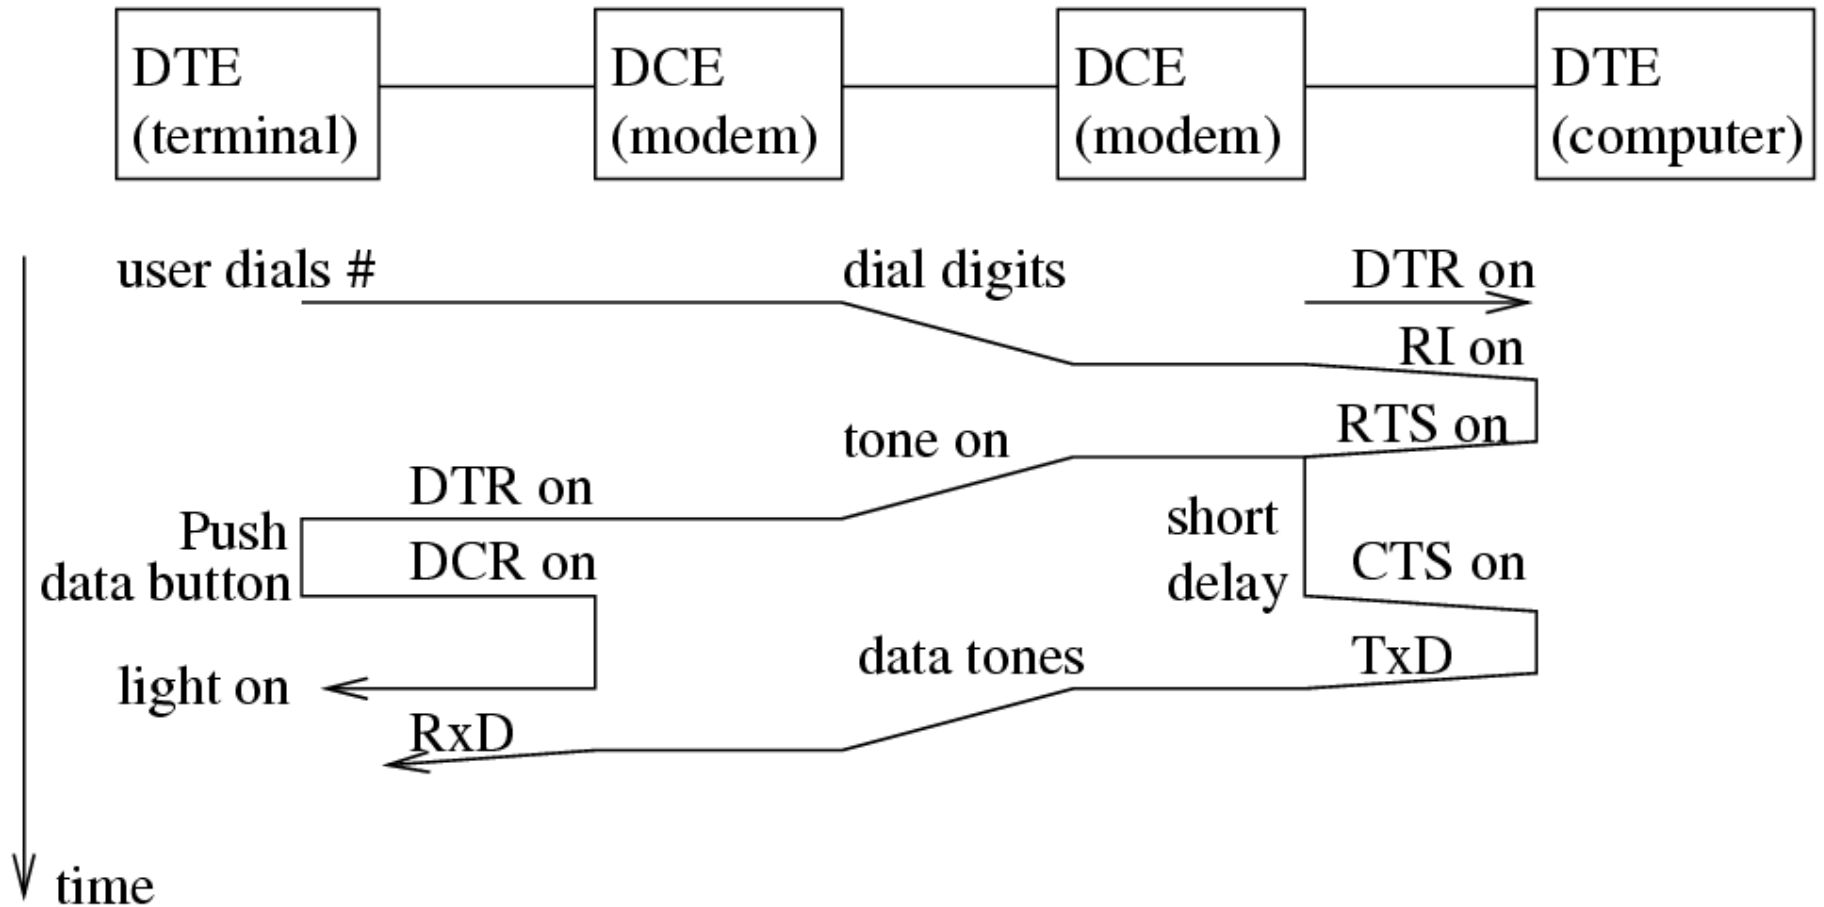 DTE
(terminal)
DCE
(modem)
DCE
(modem)
DTE
(computer)
user dials #
dial digits
DTR on
RI on
RTS on
tone on
DTR on
Push
data button
DCR on
short
delay
CTS on
light on
data tones
TxD
RxD
time